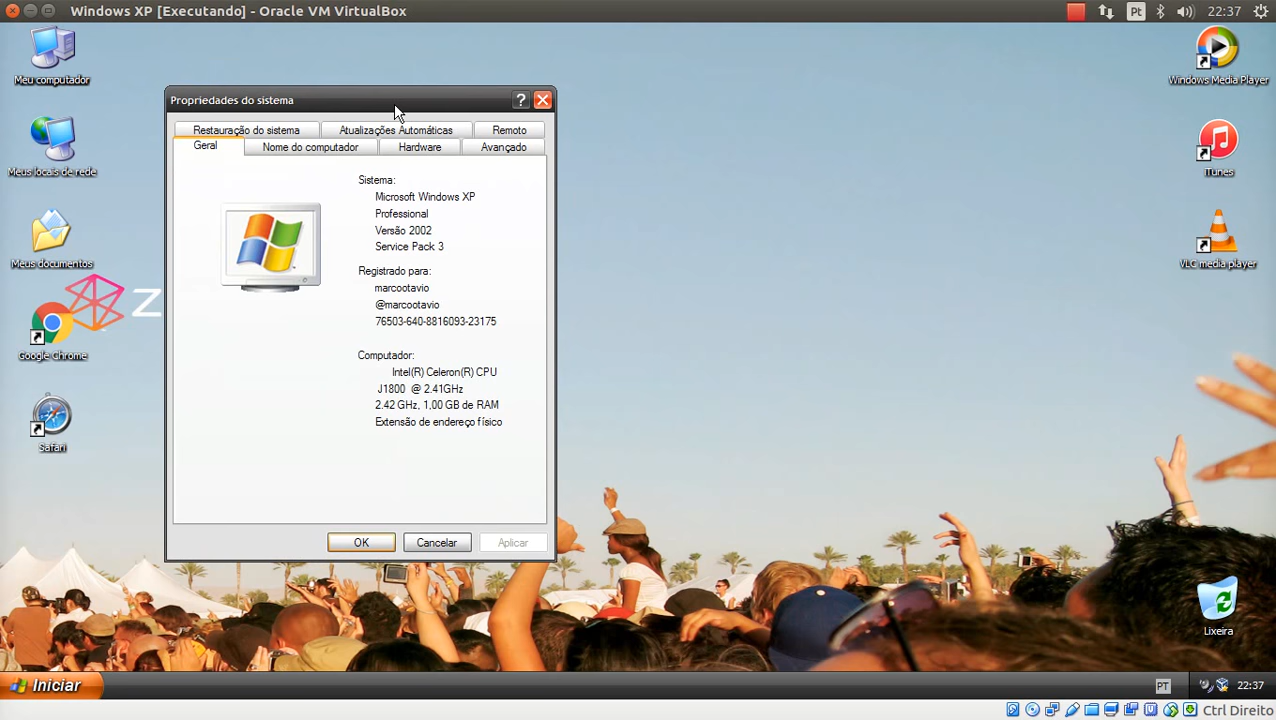 Windows XP [Executando] - Oracle VM VirtualBox
Pt
22:37
Meu computador
Windows Media Player
Propriedades do sistema
Restauração do sistema
Atualizações Automáticas
Remoto
Geral
Nome do computador
Hardware
Avançado
Meus locais de rede
iTunes
Sistema:
Microsoft Windows XP
Professional
Versão 2002
Service Pack 3
Registrado para:
marcootavio
@marcootavio
76503-640-8816093-23175
Computador:
Intel(R) Celeron(R) CPU
J1800 @ 2.41GHz
2.42 GHz, 1,00 GB de RAM
Extensão de endereço físico
Meus documentos
VLC media player
Z
Google Chrome
Safari
OK
Cancelar
Aplicar
Lixeira
Iniciar
PT
22:37
Ctrl Direito